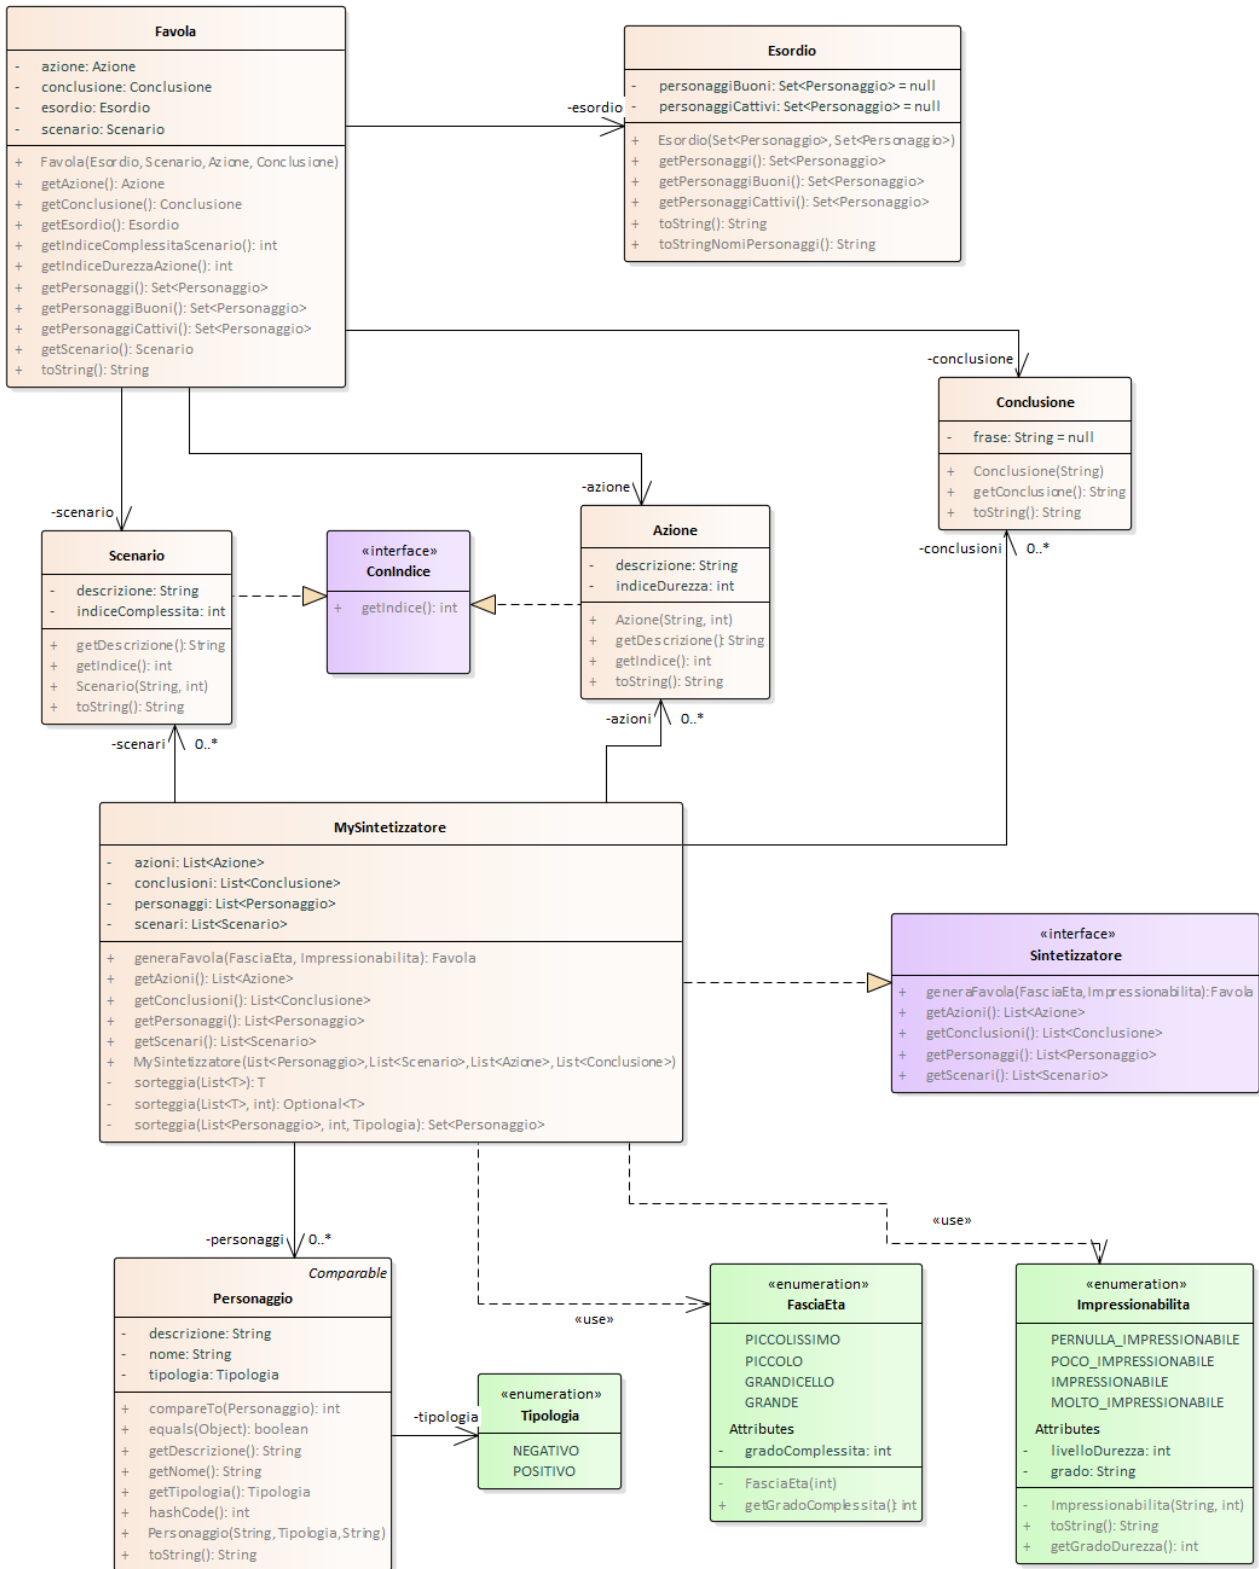 Favola
- azione: Azione
- conclusione: Conclusione
- esordio: Esordio
- scenario: Scenario
+ Favola(Esordio, Scenario, Azione, Conclusione)
+ getAzione(): Azione
+ getConclusione(): Conclusione
+ getEsordio(): Esordio
+ getIndiceComplessitaScenario(): int
+ getIndiceDurezzaAzione(): int
+ getPersonaggi(): Set<Personaggio>
+ getPersonaggiBuoni(): Set<Personaggio>
+ getPersonaggiCattivi(): Set<Personaggio>
+ getScenario(): Scenario
+ toString(): String
-esordio
Esordio
- personaggiBuoni: Set<Personaggio> = null
- personaggiCattivi: Set<Personaggio> = null
+ Esordio(Set<Personaggio>, Set<Personaggio>)
+ getPersonaggi(): Set<Personaggio>
+ getPersonaggiBuoni(): Set<Personaggio>
+ getPersonaggiCattivi(): Set<Personaggio>
+ toString(): String
+ toStringNomiPersonaggi(): String
-conclusione
Conclusione
- frase: String = null
+ Conclusione(String)
+ getConclusione(): String
+ toString(): String
-conclusioni 0..*
-scenario
Scenario
- descrizione: String
- indiceComplessita: int
+ getDescrizione(): String
+ getIndice(): int
+ Scenario(String, int)
+ toString(): String
-scenari 0..*
«interface»
ConIndice
+ getIndice(): int
-azione
Azione
- descrizione: String
- indiceDurezza: int
+ Azione(String, int)
+ getDescrizione(): String
+ getIndice(): int
+ toString(): String
-azioni 0..*
MySintetizzatore
- azioni: List<Azione>
- conclusioni: List<Conclusione>
- personaggi: List<Personaggio>
- scenari: List<Scenario>
+ generaFavola(FasciaEta, Impressionabilita): Favola
+ getAzioni(): List<Azione>
+ getConclusioni(): List<Conclusione>
+ getPersonaggi(): List<Personaggio>
+ getScenari(): List<Scenario>
+ MySintetizzatore(List<Personaggio>,List<Scenario>,List<Azione>,List<Conclusione>)
- sorteggia(List<T>): T
- sorteggia(List<T>, int): Optional<T>
- sorteggia(List<Personaggio>, int, Tipologia): Set<Personaggio>
«interface»
Sintetizzatore
+ generaFavola(FasciaEta,Impressionabilita):Favola
+ getAzioni(): List<Azione>
+ getConclusioni(): List<Conclusione>
+ getPersonaggi(): List<Personaggio>
+ getScenari(): List<Scenario>
-personaggi 0..*
Comparable
Personaggio
- descrizione: String
- nome: String
- tipologia: Tipologia
+ compareTo(Personaggio): int
+ equals(Object): boolean
+ getDescrizione(): String
+ getNome(): String
+ getTipologia(): Tipologia
+ hashCode(): int
+ Personaggio(String,Tipologia,String)
+ toString(): String
-tipologia
«enumeration»
Tipologia
NEGATIVO
POSITIVO
«use»
«enumeration»
FasciaEta
PICCOLISSIMO
PICCOLO
GRANDICELLO
GRANDE
Attributes
- gradoComplessita: int
- FasciaEta(int)
+ getGradoComplessita(): int
«use»
«enumeration»
Impressionabilita
PERNULLA_IMPRESSIONABILE
POCO_IMPRESSIONABILE
IMPRESSIONABILE
MOLTO_IMPRESSIONABILE
Attributes
- livelloDurezza: int
- grado: String
- Impressionabilita(String, int)
+ toString(): String
+ getGradoDurezza(): int